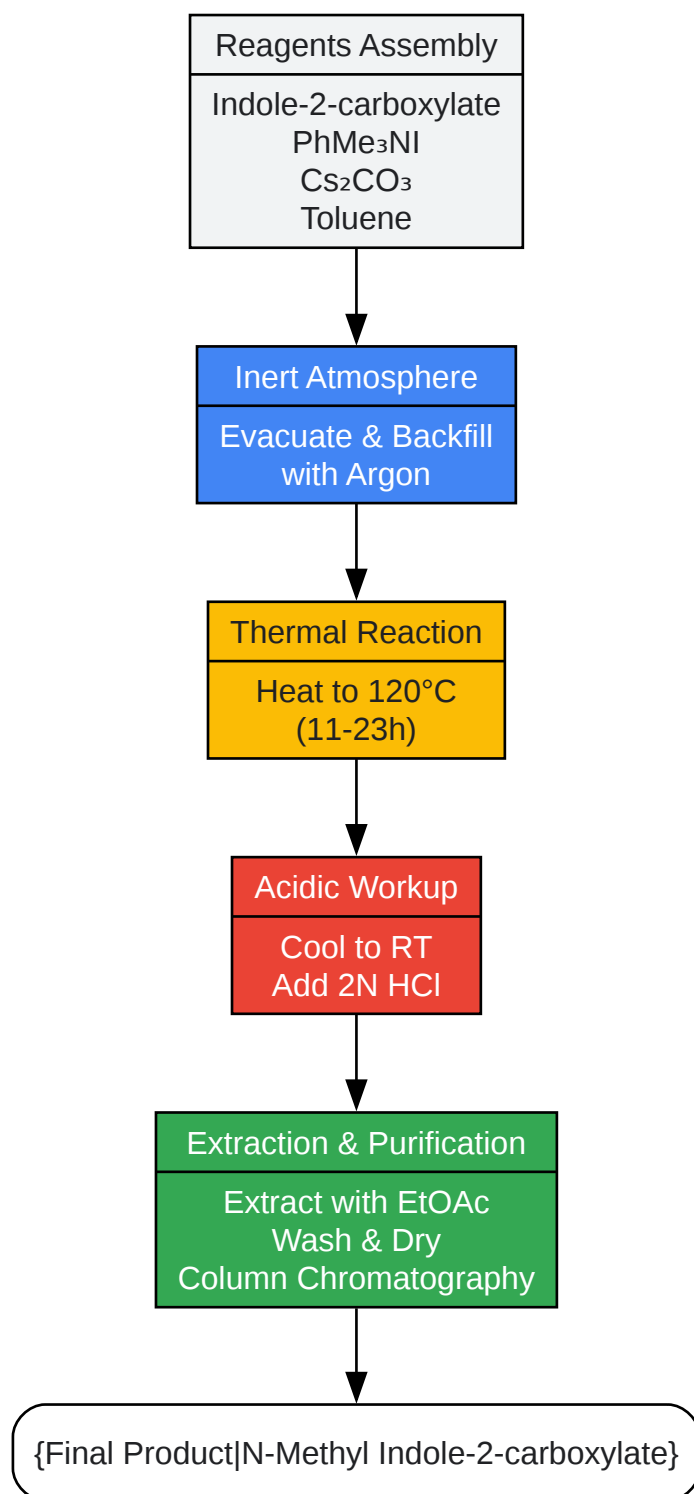 Reagents Assembly
Indole-2-carboxylate
PhMe₃NI
Cs₂CO₃
Toluene
Inert Atmosphere
Evacuate & Backfill
with Argon
Thermal Reaction
Heat to 120°C
(11-23h)
Acidic Workup
Cool to RT
Add 2N HCl
Extraction & Purification
Extract with EtOAc
Wash & Dry
Column Chromatography
{Final Product|N-Methyl Indole-2-carboxylate}